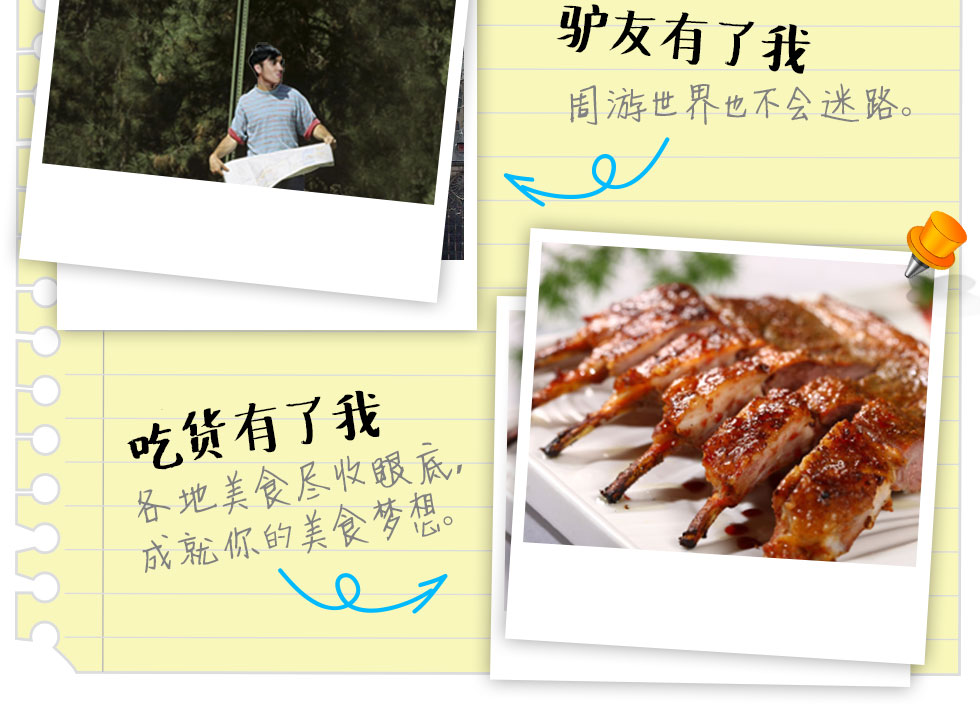 驴友有了我
周游世界也不会迷路。
吃货有了我
各地美食尽收眼底,
成就你的美食梦想。